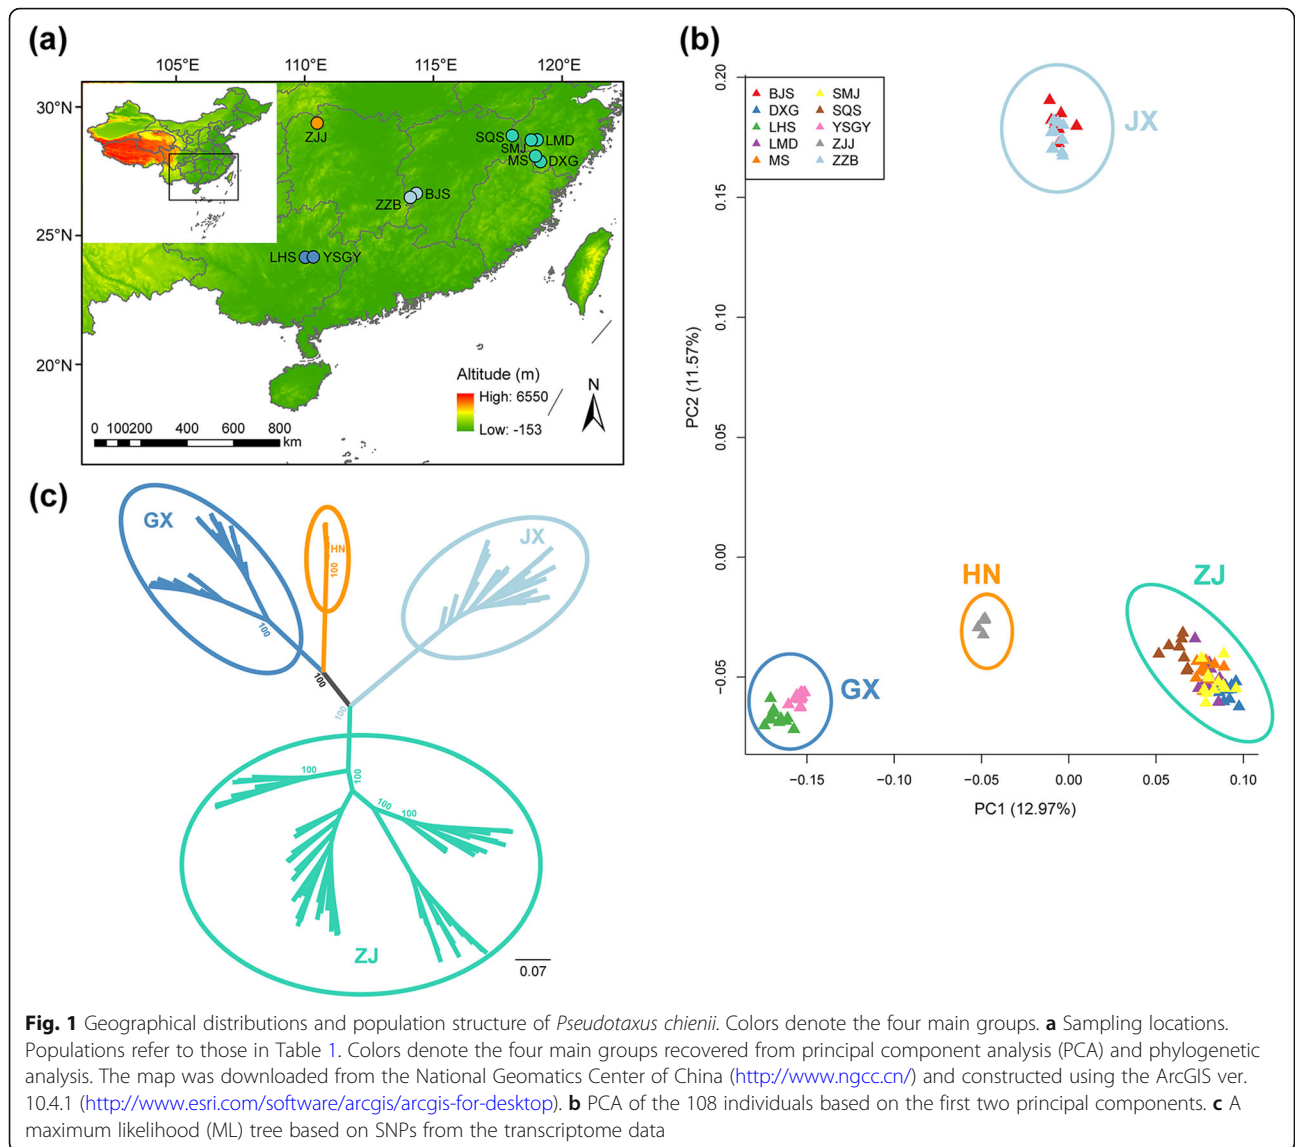 (a)
105°E 110°E 115°E 120°E
30°N
25°N
20°N
ZJJ
SQS
LMD
SMJ
MS
DXG
BJS
ZZB
LHS YSGY
Altitude (m)
High: 6550
Low: -153
N
0 100200 400 600 800
km
(b)
PC2 (11.57%)
0.20
0.15
0.10
0.05
0.00
−0.05
BJS SMJ
DXG SQS
LHS YSGY
LMD ZJJ
MS ZZB
JX
HN
ZJ
GX
−0.15 −0.10 −0.05 0.00 0.05 0.10
PC1 (12.97%)
(c)
GX
HN
100
JX
100
100
100
100
100
100
100
ZJ
0.07
Fig. 1 Geographical distributions and population structure of Pseudotaxus chienii. Colors denote the four main groups. a Sampling locations.
Populations refer to those in Table 1. Colors denote the four main groups recovered from principal component analysis (PCA) and phylogenetic
analysis. The map was downloaded from the National Geomatics Center of China (http://www.ngcc.cn/) and constructed using the ArcGIS ver.
10.4.1 (http://www.esri.com/software/arcgis/arcgis-for-desktop). b PCA of the 108 individuals based on the first two principal components. c A
maximum likelihood (ML) tree based on SNPs from the transcriptome data